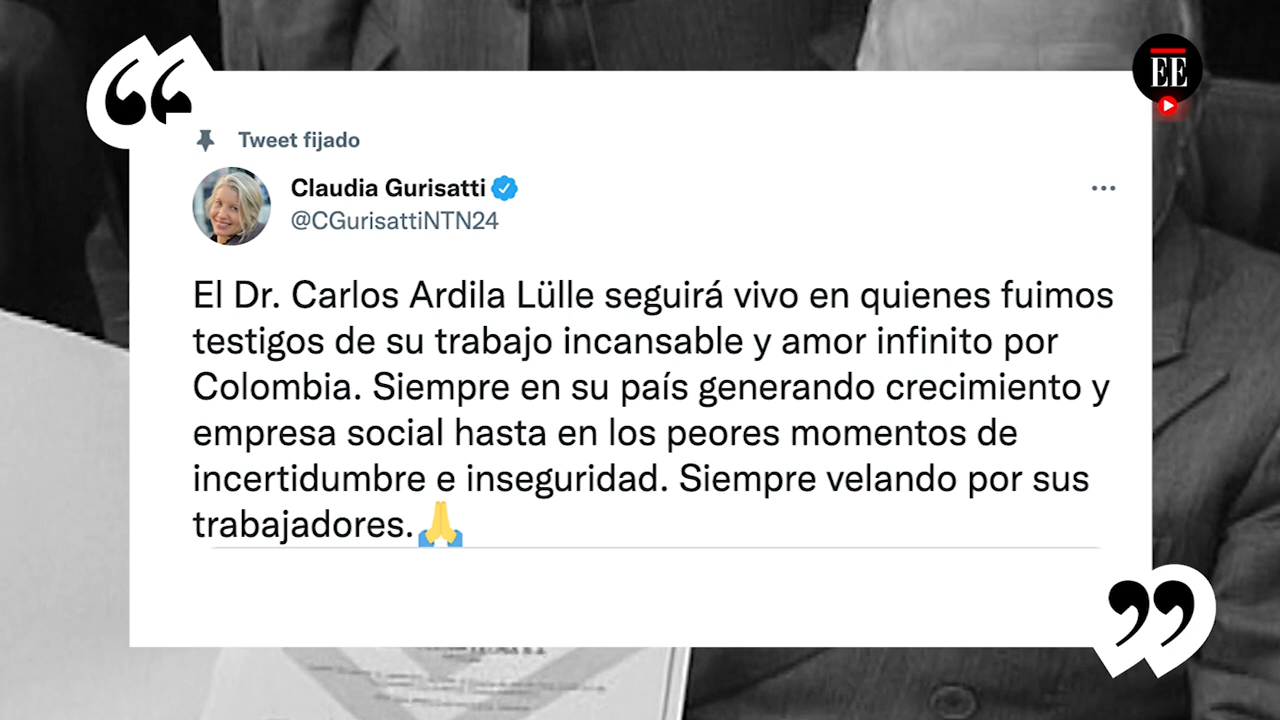 EE
Tweet fijado
Claudia Gurisatti
@CGurisattiNTN24
El Dr. Carlos Ardila Lülle seguirá vivo en quienes fuimos
testigos de su trabajo incansable y amor infinito por
Colombia. Siempre en su país generando crecimiento y
empresa social hasta en los peores momentos de
incertidumbre e inseguridad. Siempre velando por sus
trabajadores.🙏